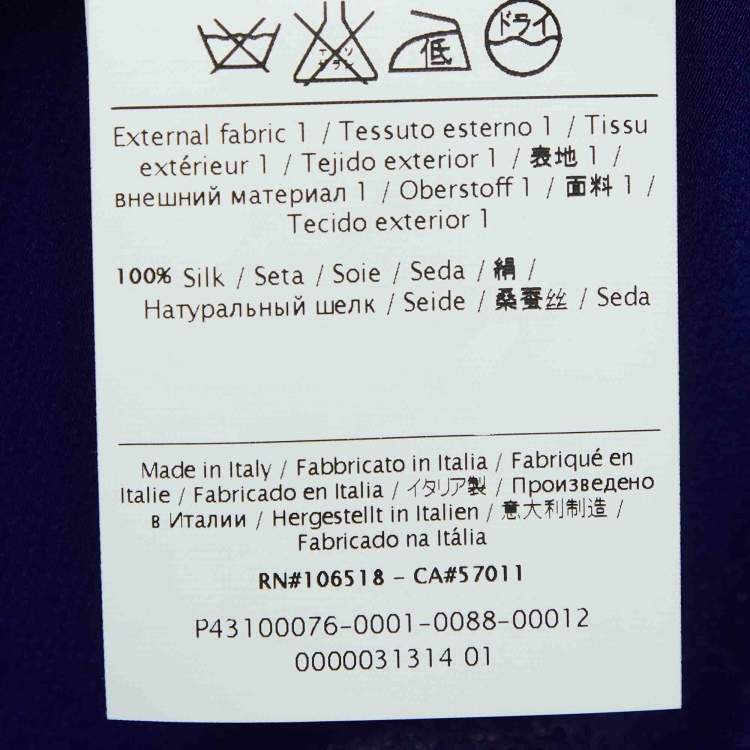 低
ドライ
External fabric 1 / Tessuto esterno 1 / Tissu
extérieur 1 / Tejido exterior 1 / 表地 1 /
внешний материал 1 / Oberstoff 1 / 面料 1 /
Tecido exterior 1
100% Silk / Seta / Soie / Seda / 絹 /
Натуральный шелк / Seide / 桑蚕丝 / Seda
Made in Italy / Fabbricato in Italia / Fabriqué en
Italie / Fabricado en Italia / イタリア製 / Произведено
в Италии / Hergestellt in Italien / 意大利制造 /
Fabricado na Itália
RN#106518 - CA#57011
P43100076-0001-0088-00012
0000031314 01